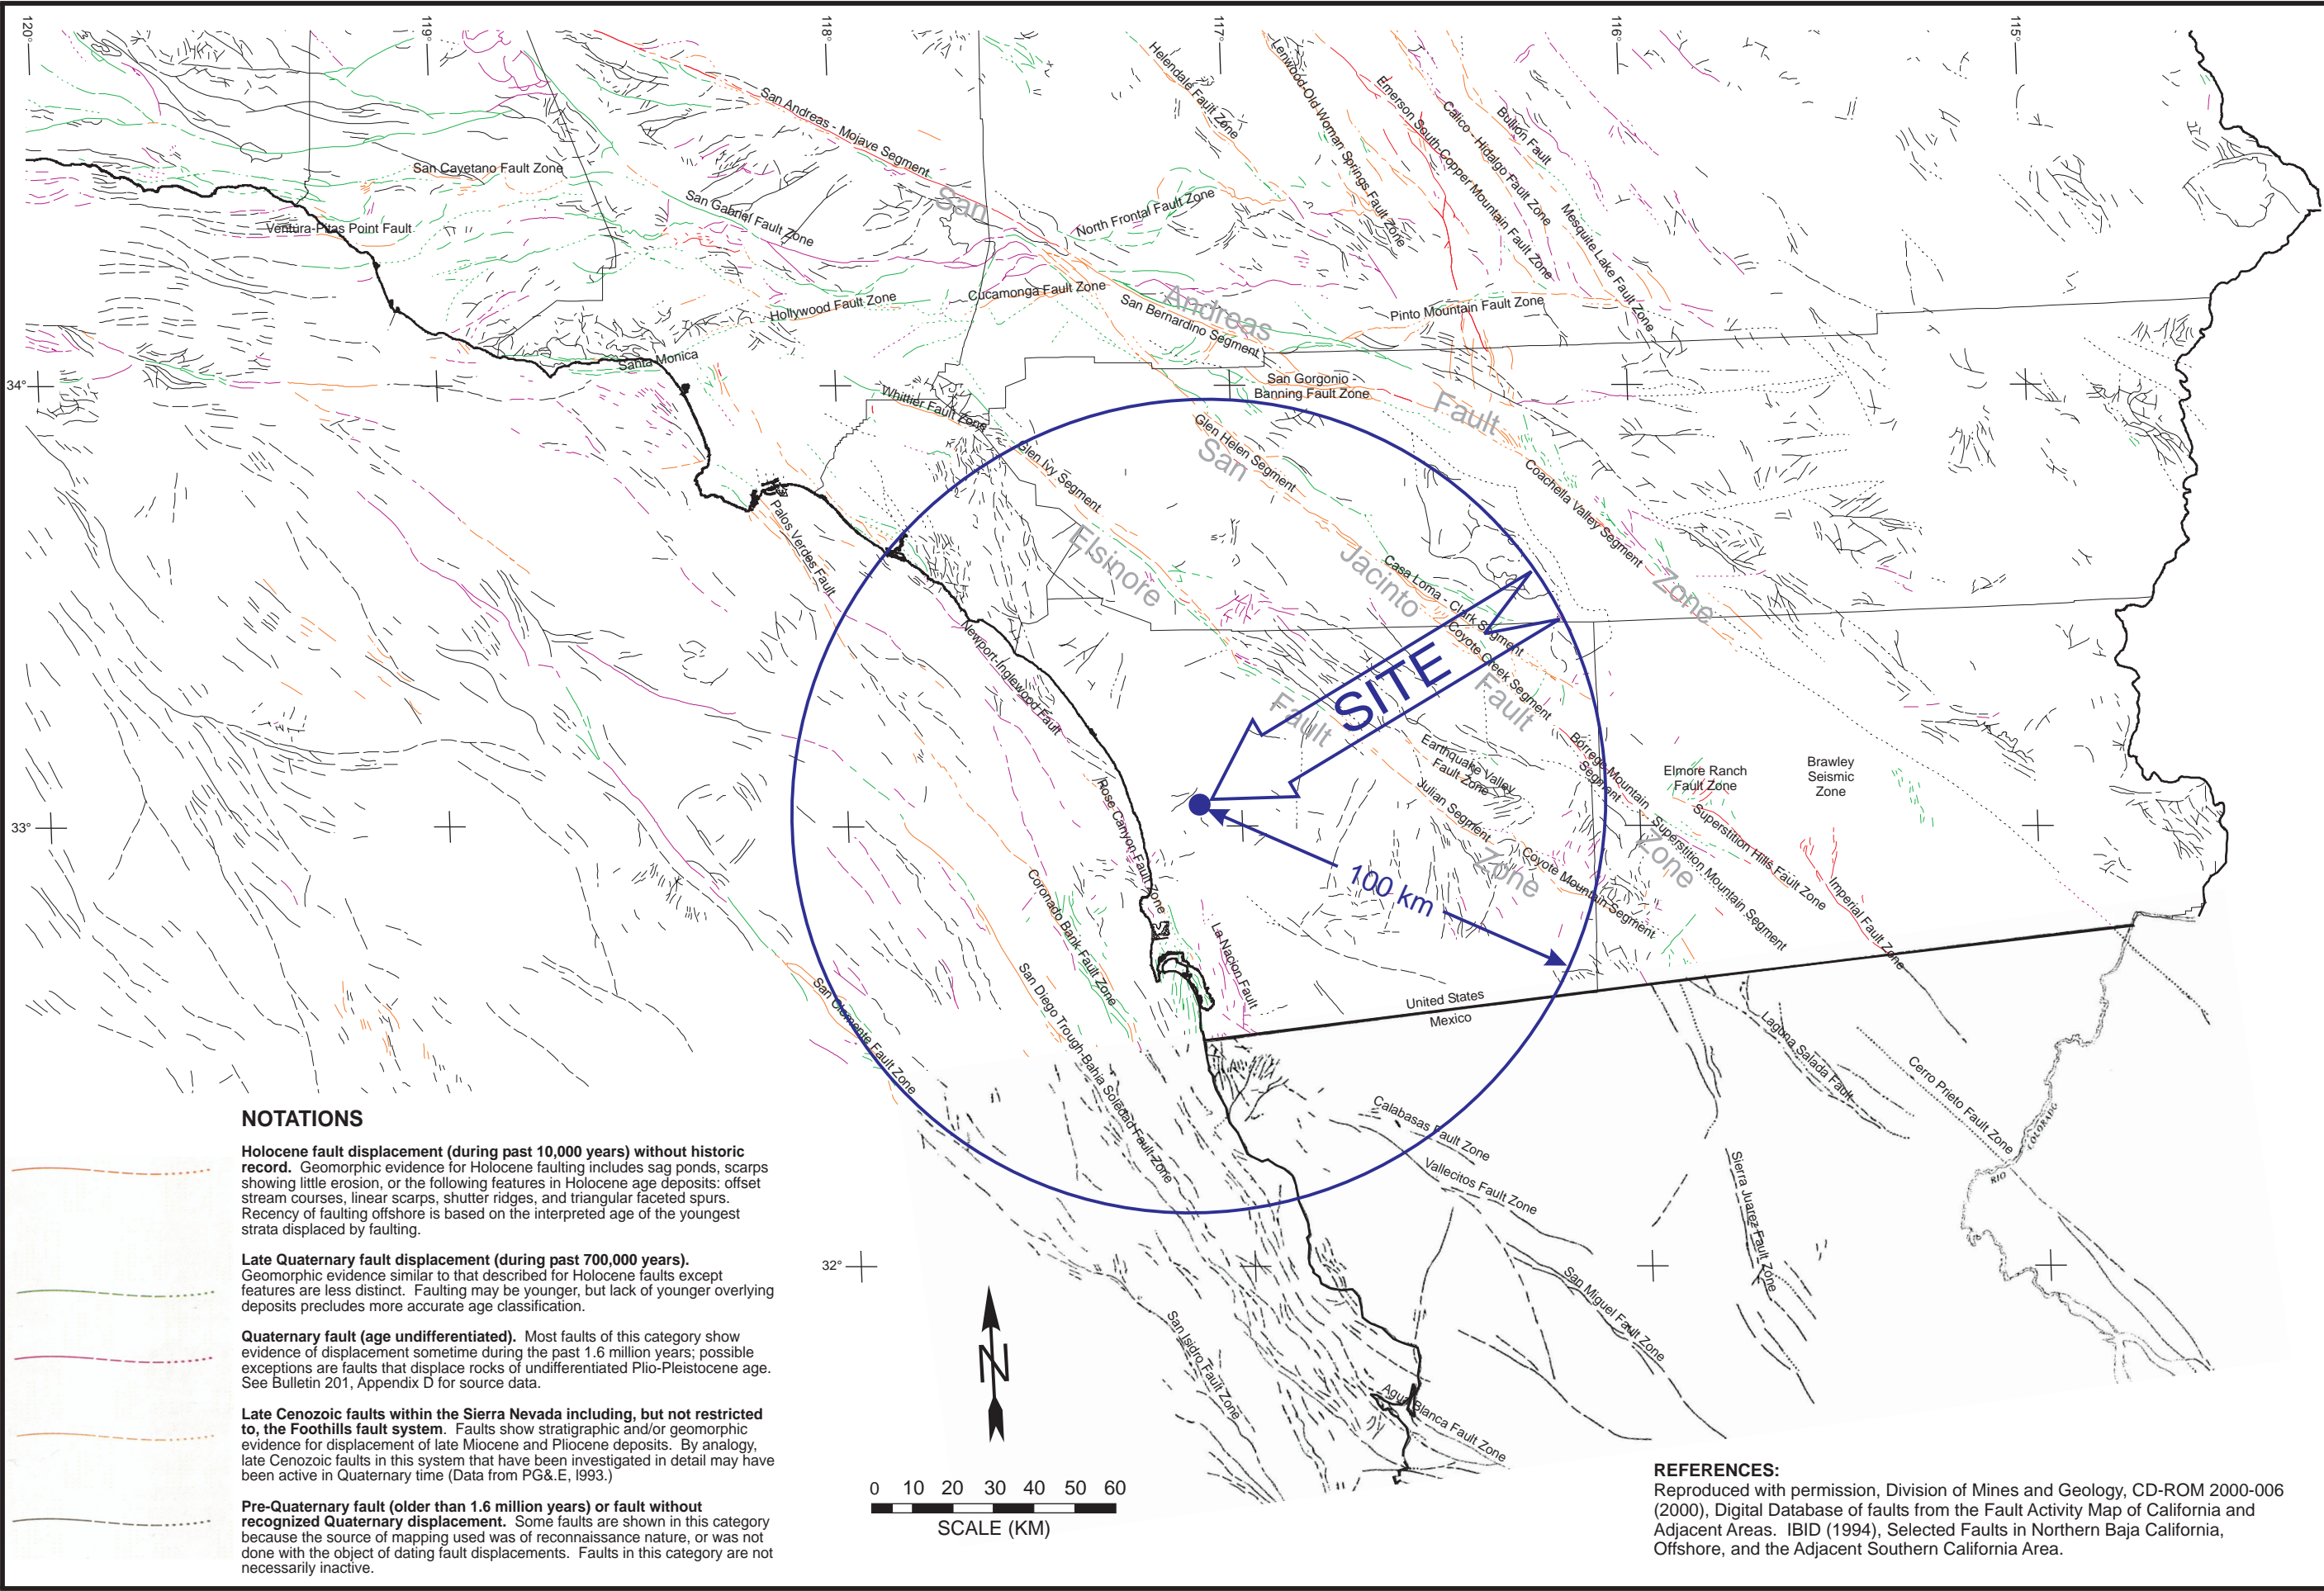 120°
119°
118°
117°
116°
115°
Helendale Fault Zone
Lenwood-Old Woman Springs Fault Zone
Emerson South-Copper Mountain Fault Zone
Calico - Hidalgo Fault Zone
Bullion Fault
Mesquite Lake Fault Zone
San Andreas - Mojave Segment
San Cayetano Fault Zone
San Gabriel Fault Zone
Ventura-Pitas Point Fault
North Frontal Fault Zone
San
Andreas
Fault
Zone
Hollywood Fault Zone
Cucamonga Fault Zone
San Bernardino Segment
Pinto Mountain Fault Zone
Santa Monica
34°
San Gorgonio -
Banning Fault Zone
Whittier Fault Zone
Glen Ivy Segment
Glen Helen Segment
San
Jacinto
Fault
Zone
Coachella Valley Segment
Palos Verdes Fault
Elsinore
Fault
Zone
Casa Loma - Clark Segment
Coyote Creek Segment
Newport-Inglewood Fault
SITE
Earthquake Valley
Fault Zone
Borrego Mountain
Segment
Elmore Ranch
Fault Zone
Brawley
Seismic
Zone
Julian Segment
33°
Rose Canyon Fault Zone
Superstition Hills Fault Zone
Superstition Mountain Segment
Coyote Mountain Segment
Imperial Fault Zone
100 km
Coronado Bank Fault Zone
La Nacion Fault
San Diego Trough-Bahia Soledad Fault Zone
San Clemente Fault Zone
United States
Mexico
Laguna Salada Fault
Cerro Prieto Fault Zone
Calabasas Fault Zone
Vallecitos Fault Zone
Sierra Juarez Fault Zone
RIO
COLORADO
32°
San Miguel Fault Zone
San Isidro Fault Zone
Agua Blanca Fault Zone
N
0 10 20 30 40 50 60
SCALE (KM)
NOTATIONS
Holocene fault displacement (during past 10,000 years) without historic
record. Geomorphic evidence for Holocene faulting includes sag ponds, scarps
showing little erosion, or the following features in Holocene age deposits: offset
stream courses, linear scarps, shutter ridges, and triangular faceted spurs.
Recency of faulting offshore is based on the interpreted age of the youngest
strata displaced by faulting.
Late Quaternary fault displacement (during past 700,000 years).
Geomorphic evidence similar to that described for Holocene faults except
features are less distinct. Faulting may be younger, but lack of younger overlying
deposits precludes more accurate age classification.
Quaternary fault (age undifferentiated). Most faults of this category show
evidence of displacement sometime during the past 1.6 million years; possible
exceptions are faults that displace rocks of undifferentiated Plio-Pleistocene age.
See Bulletin 201, Appendix D for source data.
Late Cenozoic faults within the Sierra Nevada including, but not restricted
to, the Foothills fault system. Faults show stratigraphic and/or geomorphic
evidence for displacement of late Miocene and Pliocene deposits. By analogy,
late Cenozoic faults in this system that have been investigated in detail may have
been active in Quaternary time (Data from PG&.E, l993.)
Pre-Quaternary fault (older than 1.6 million years) or fault without
recognized Quaternary displacement. Some faults are shown in this category
because the source of mapping used was of reconnaissance nature, or was not
done with the object of dating fault displacements. Faults in this category are not
necessarily inactive.
REFERENCES:
Reproduced with permission, Division of Mines and Geology, CD-ROM 2000-006
(2000), Digital Database of faults from the Fault Activity Map of California and
Adjacent Areas. IBID (1994), Selected Faults in Northern Baja California,
Offshore, and the Adjacent Southern California Area.